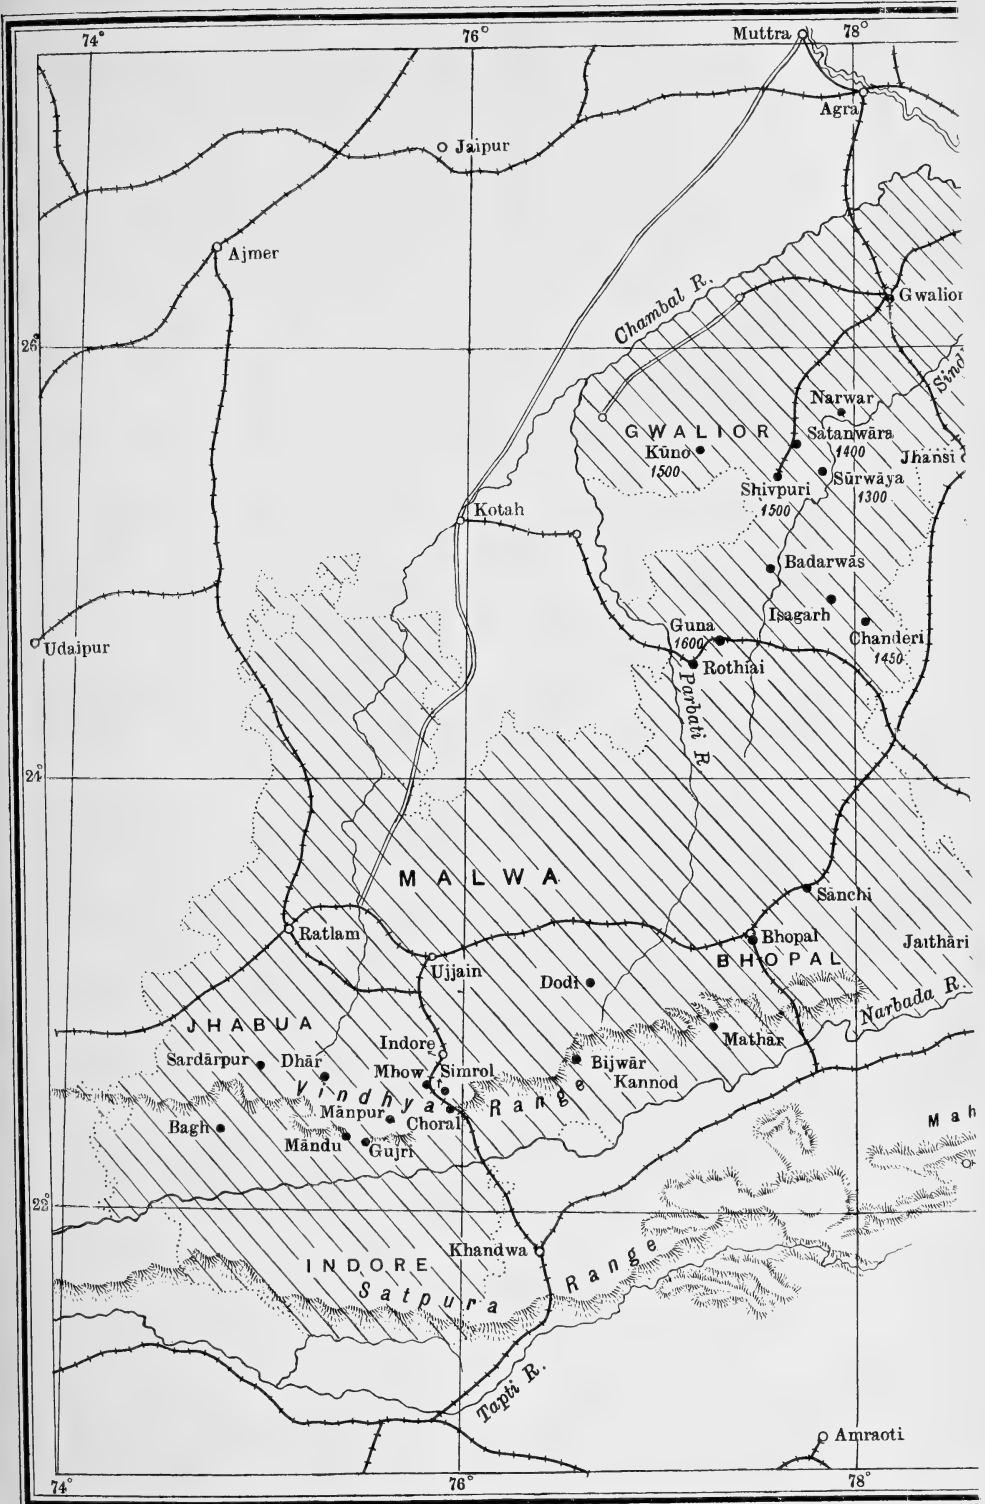 74°
76°
78°
Muttra
Agra
Jaipur
Ajmer
Chambal R.
Gwalior
26°
Sind
Narwar
GWALIOR
Satanwāra
1400
Kūno
1500
Jhānsi
Sūrwāya
1300
Shivpuri
1500
Kotah
Badarwās
Isagarh
Guna
1600
Chanderi
1450
Udaipur
Rothiai
Parbati R.
24°
MALWA
Sānchi
Ratlam
Bhopal
Jaithāri
Ujjain
BHOPAL
Dodi
Narbada R.
JHABUA
Indore
Mathār
Sardārpur
Dhār
Mhow
Simrol
Bijwār
Kannod
Vindhya Range
Mānpur
Choral
Mah
Bagh
Māndu
Gujri
22°
Khandwa
INDORE
Satpura Range
Tapti R.
Amraoti
74°
76°
78°